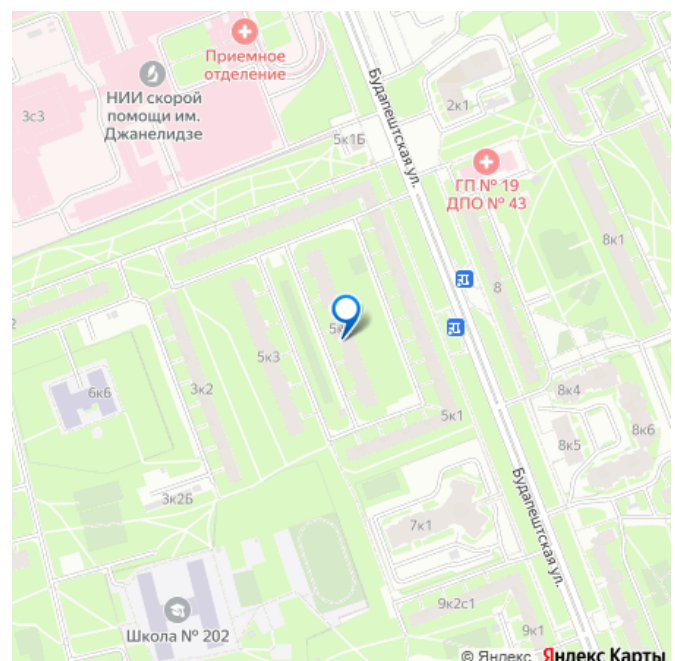 Приемное
отделение
НИИ скорой
помощи им.
Джанелидзе
3с3
Будапештская ул.
2к1
5к1Б
ГП № 19
ДПО № 43
8к1
8
2
5к3
3к2
6к6
5к1
8к4
8к5
8к6
3к2Б
7к1
Будапештская ул.
9к2с1
9к1
Школа № 202
© Яндекс Яндекс Карты